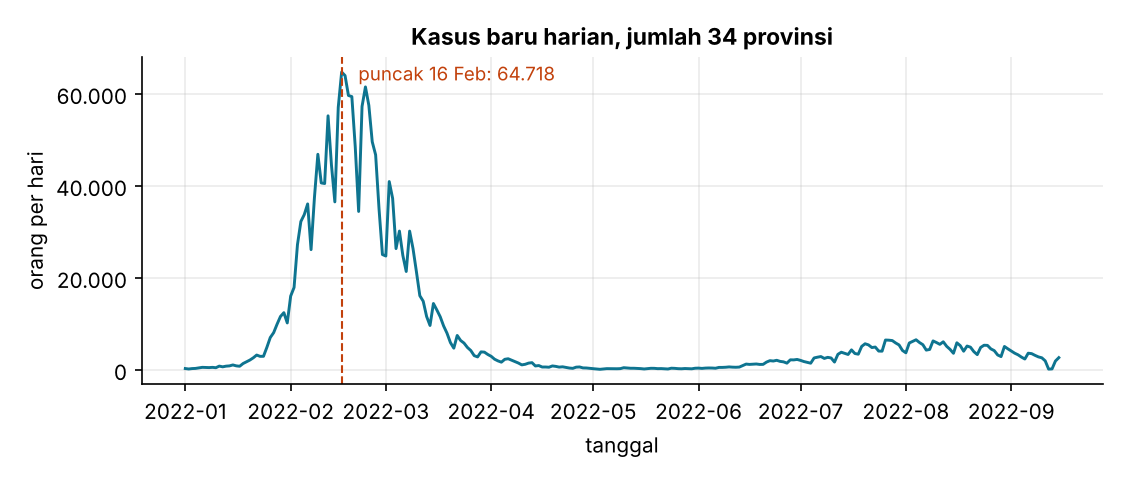 Kasus baru harian, jumlah 34 provinsi
puncak 16 Feb: 64.718
orang per hari
60.000
40.000
20.000
0
2022-01 2022-02 2022-03 2022-04 2022-05 2022-06 2022-07 2022-08 2022-09
tanggal